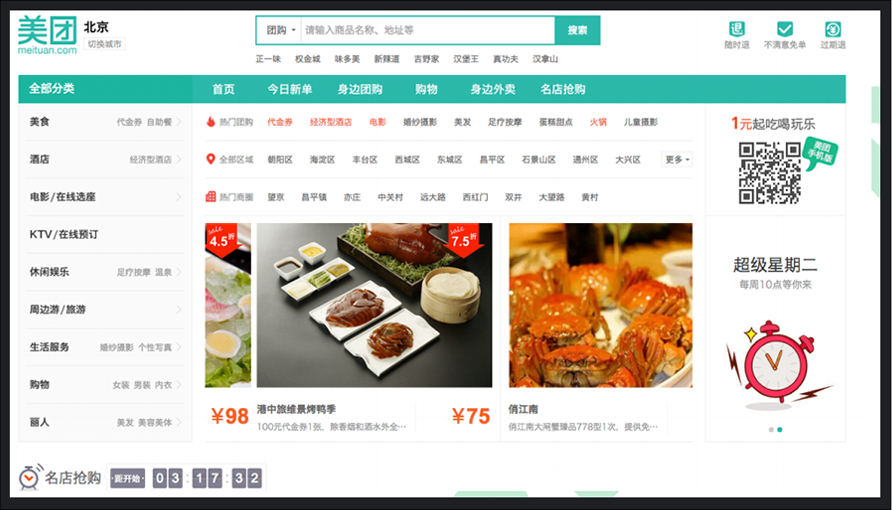 美团
meituan.com
北京
切换城市
团购 请输入商品名称、地址等 搜索
正一味 权金城 味多美 新辣道 吉野家 汉堡王 真功夫 汉拿山
随时退 不满意免单 过期退
全部分类 首页 今日新单 身边团购 购物 身边外卖 名店抢购
美食 代金券 自助餐
酒店 经济型酒店
电影/在线选座
KTV/在线预订
休闲娱乐 足疗按摩 温泉
周边游/旅游
生活服务 婚纱摄影 个性写真
购物 女装 男装 内衣
丽人 美发 美容美体
热门团购 代金券 经济型酒店 电影 婚纱摄影 美发 足疗按摩 蛋糕甜点 火锅 儿童摄影
全部区域 朝阳区 海淀区 丰台区 西城区 东城区 昌平区 石景山区 通州区 大兴区 更多
热门商圈 望京 昌平镇 亦庄 中关村 远大路 西红门 双井 大望路 黄村
sale
4.5折
sale
7.5折
¥98 港中旅维景烤鸭季
100元代金券1张，除香烟和酒水外全…
¥75 俏江南
俏江南大闸蟹臻品778型1次，提供免…
1元起吃喝玩乐
美团
手机版
超级星期二
每周10点等你来
名店抢购 距开始 03:17:32